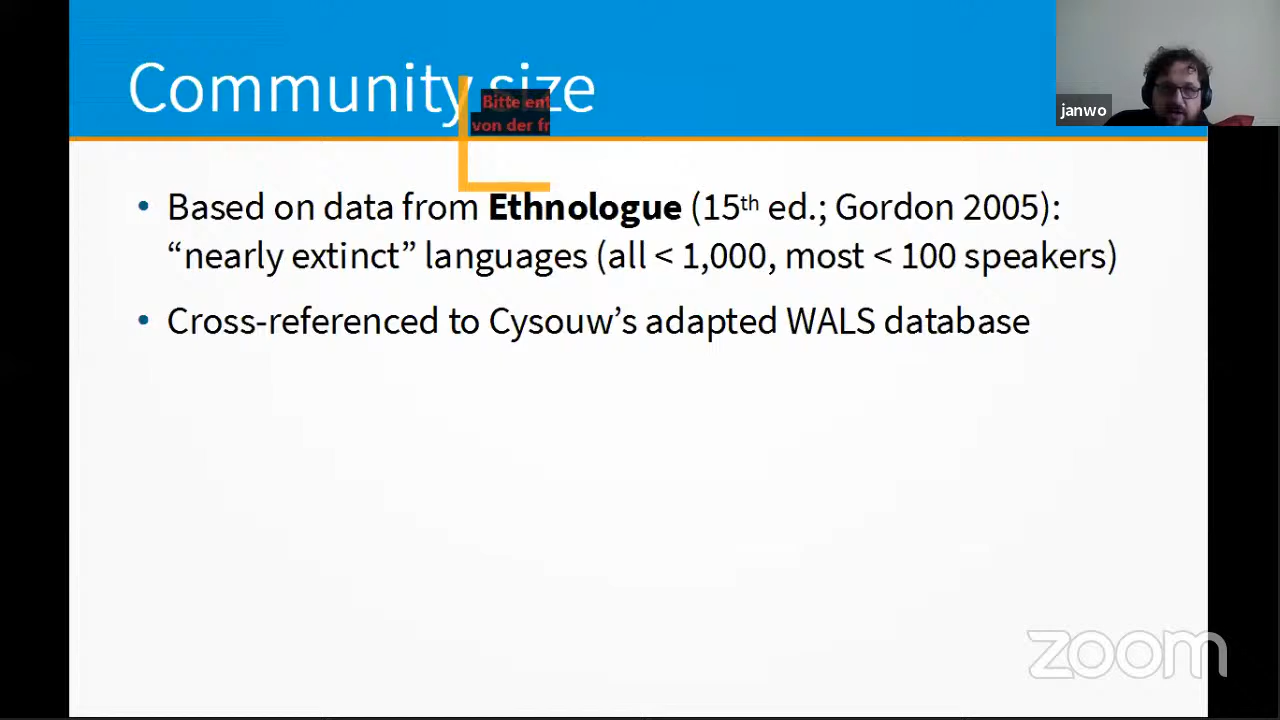 Community size
Bitte ent
von der fr
janwo
• Based on data from Ethnologue (15th ed.; Gordon 2005):
“nearly extinct” languages (all < 1,000, most < 100 speakers)
• Cross-referenced to Cysouw’s adapted WALS database
zoom